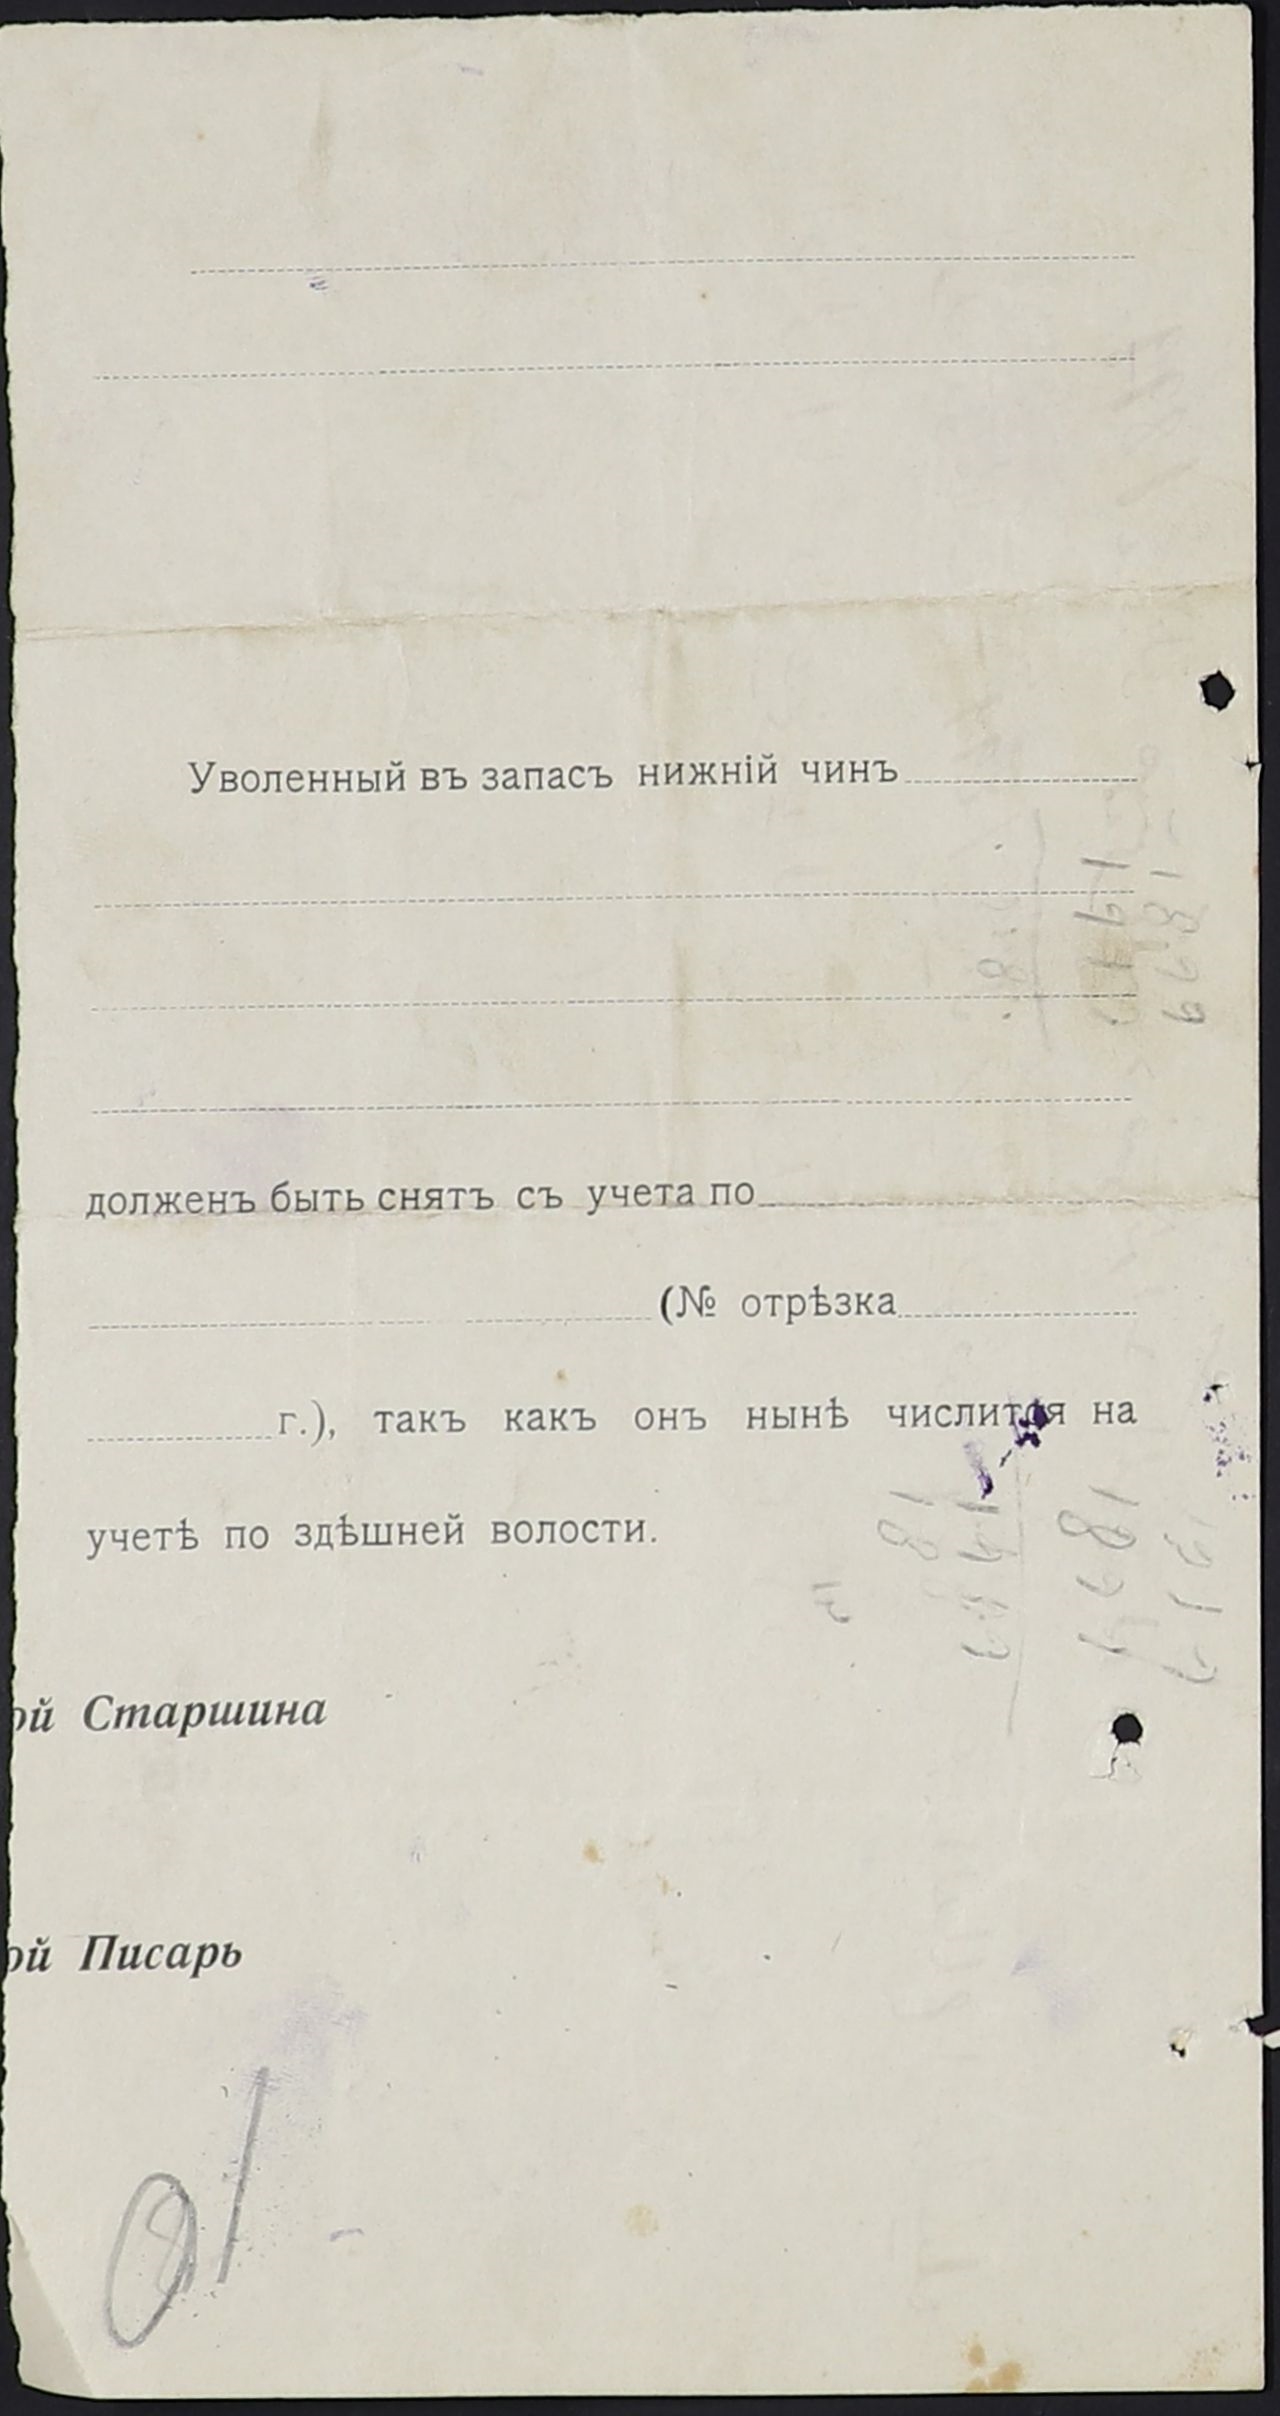 Уволенный въ запасъ нижній чинъ
долженъ быть снятъ съ учета по
(№ отрѣзка
г.), такъ какъ онъ нынѣ числится на
учетѣ по здѣшней волости.
ой Старшина
ой Писарь